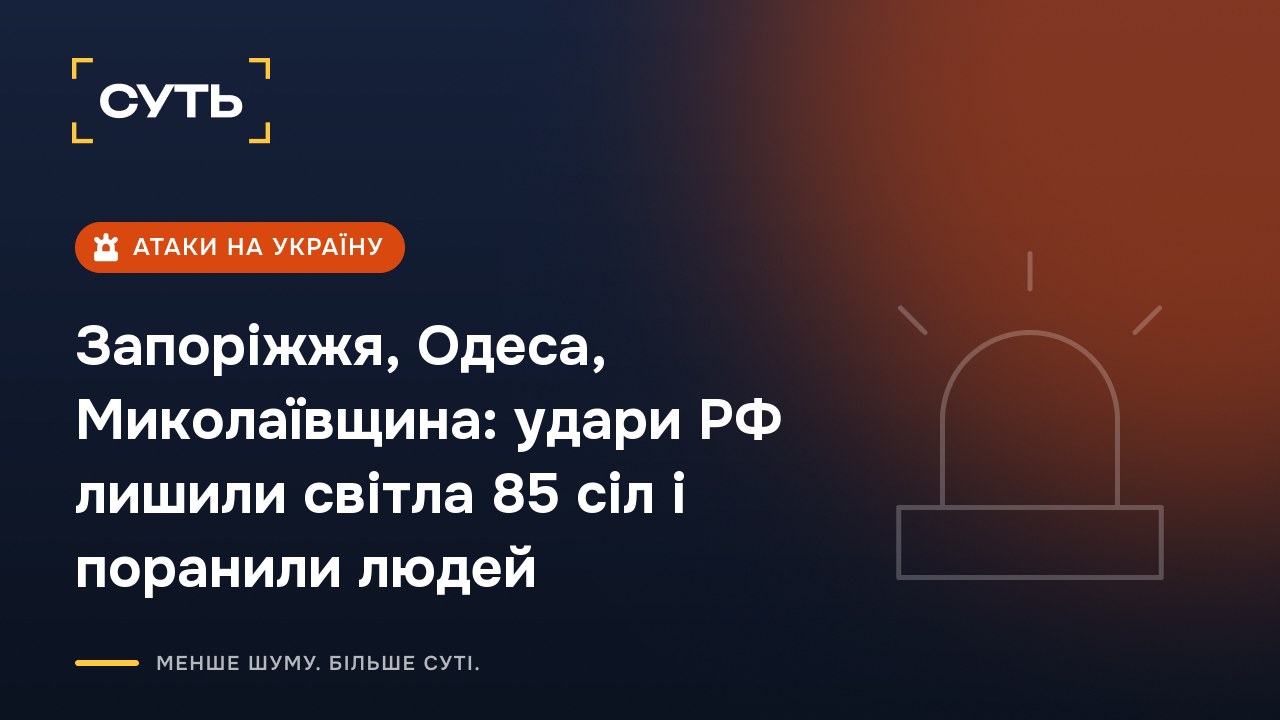 СУТЬ
АТАКИ НА УКРАЇНУ
Запоріжжя, Одеса,
Миколаївщина: удари РФ
лишили світла 85 сіл і
поранили людей
МЕНШЕ ШУМУ. БІЛЬШЕ СУТІ.